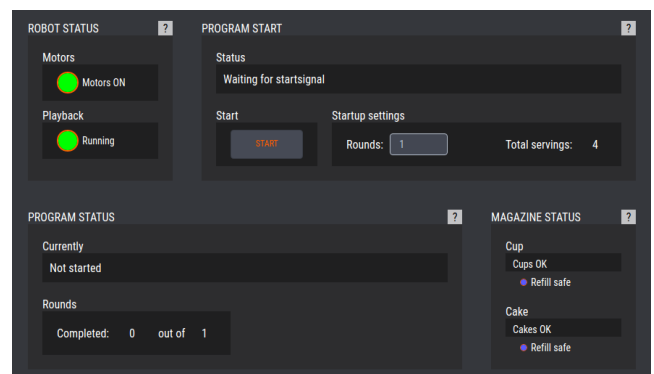 ROBOT STATUS ?
Motors
Motors ON
Playback
Running
PROGRAM START ?
Status
Waiting for startsignal
Start
START
Startup settings
Rounds: 1 Total servings: 4
PROGRAM STATUS ?
Currently
Not started
Rounds
Completed: 0 out of 1
MAGAZINE STATUS ?
Cup
Cups OK
Refill safe
Cake
Cakes OK
Refill safe